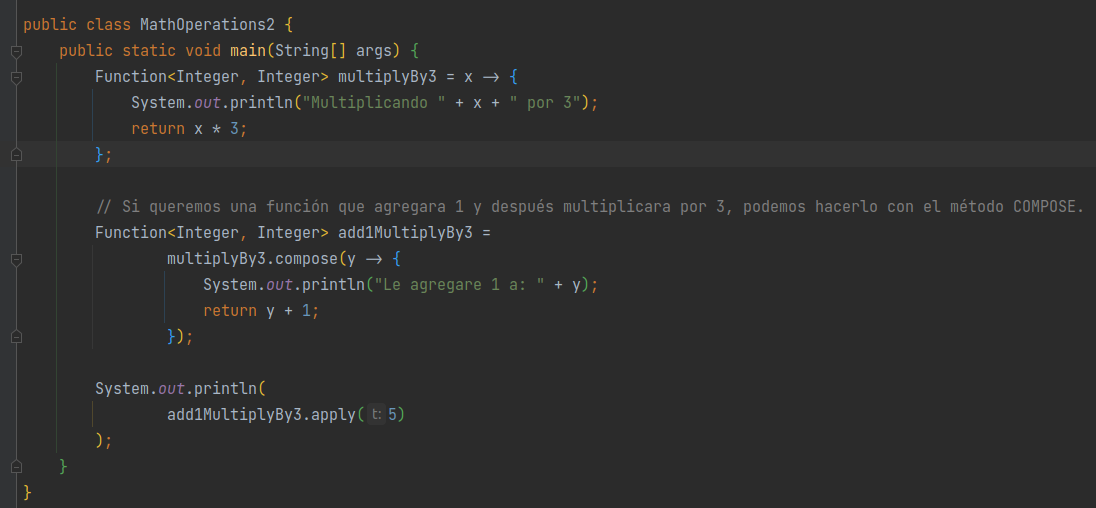 public class MathOperations2 {
    public static void main(String[] args) {
        Function<Integer, Integer> multiplyBy3 = x -> {
            System.out.println("Multiplicando " + x + " por 3");
            return x * 3;
        };

        // Si queremos una función que agregara 1 y después multiplicara por 3, podemos hacerlo con el método COMPOSE.
        Function<Integer, Integer> add1MultiplyBy3 =
                multiplyBy3.compose(y -> {
                    System.out.println("Le agregare 1 a: " + y);
                    return y + 1;
                });

        System.out.println(
                add1MultiplyBy3.apply( t: 5)
        );
    }
}